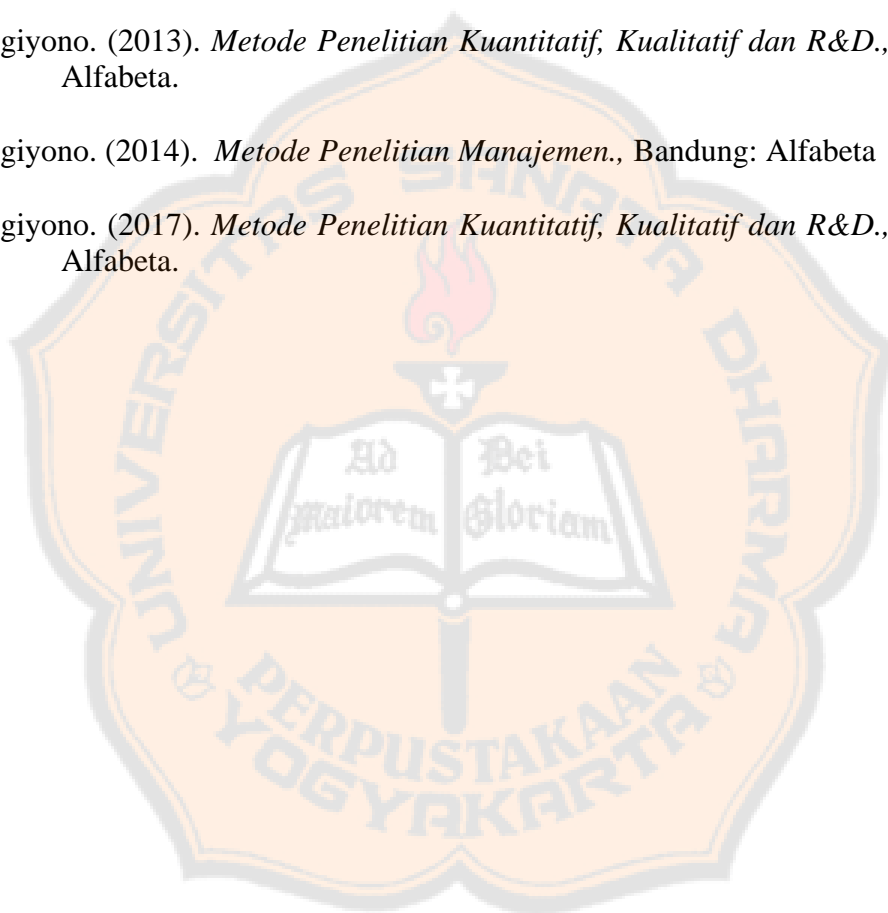 giyono. (2013). Metode Penelitian Kuantitatif, Kualitatif dan R&D.,
Alfabeta.
giyono. (2014). Metode Penelitian Manajemen., Bandung: Alfabeta
giyono. (2017). Metode Penelitian Kuantitatif, Kualitatif dan R&D.,
Alfabeta.
UNIVERSITAS SANATA DHARMA
Ad Dei
Maiorem Gloriam
PERPUSTAKAAN
YOGYAKARTA